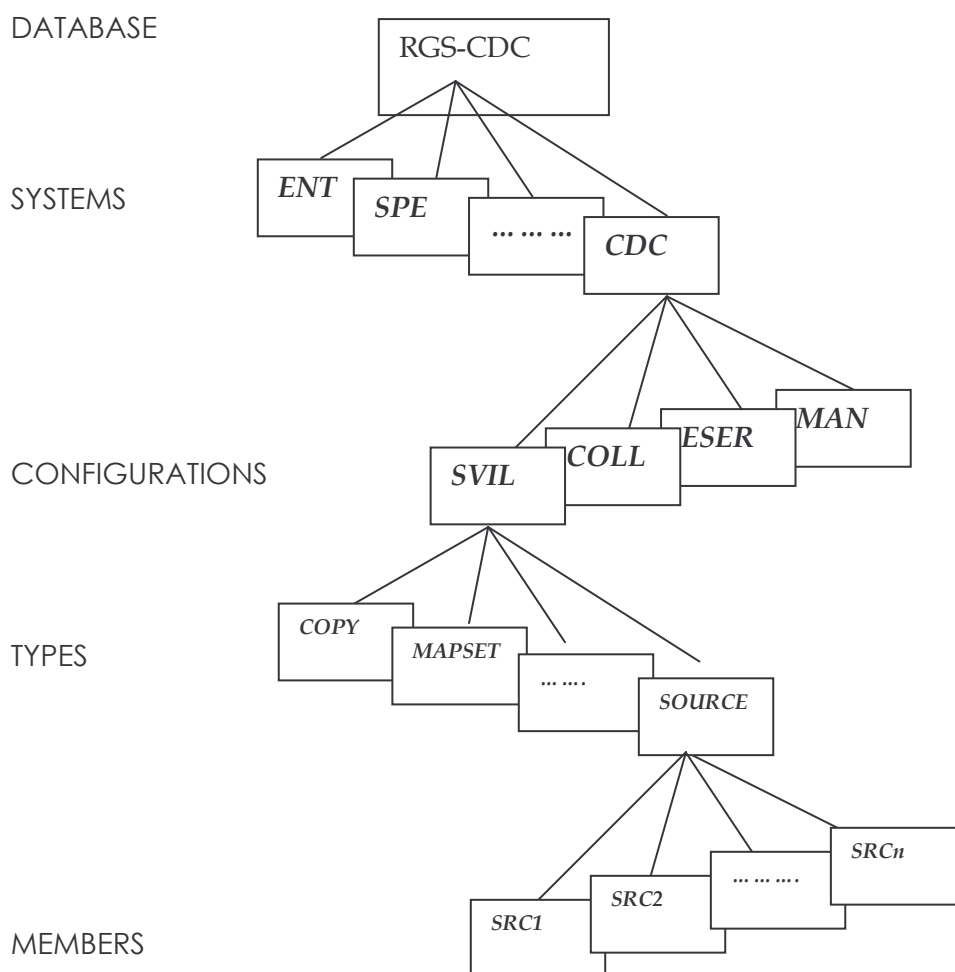 DATABASE
RGS-CDC
SYSTEMS
ENT
SPE
... ... ...
CDC
CONFIGURATIONS
SVIL
COLL
ESER
MAN
TYPES
COPY
MAPSET
... ... .
SOURCE
MEMBERS
SRC1
SRC2
... ... ... .
SRCn